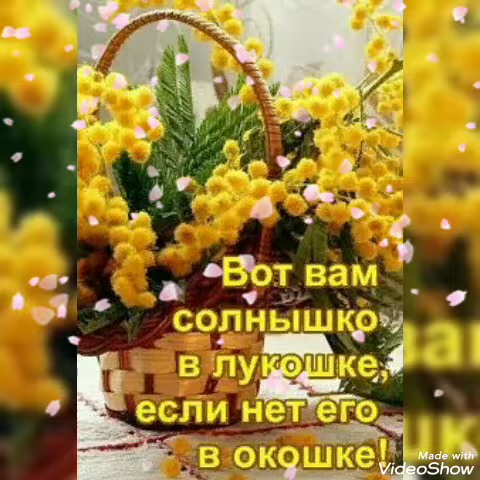 Вот вам
солнышко
в лукошке,
если нет его
в окошке!
Made with
VideoShow